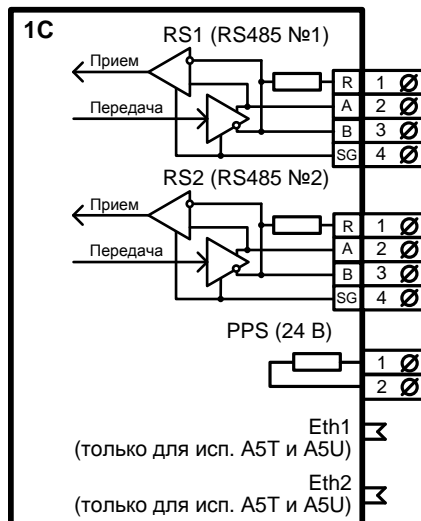 1C
RS1 (RS485 №1)
Прием
Передача
R 1
A 2
B 3
SG 4
RS2 (RS485 №2)
Прием
Передача
R 1
A 2
B 3
SG 4
PPS (24 В)
1
2
Eth1
(только для исп. A5T и A5U)
Eth2
(только для исп. A5T и A5U)